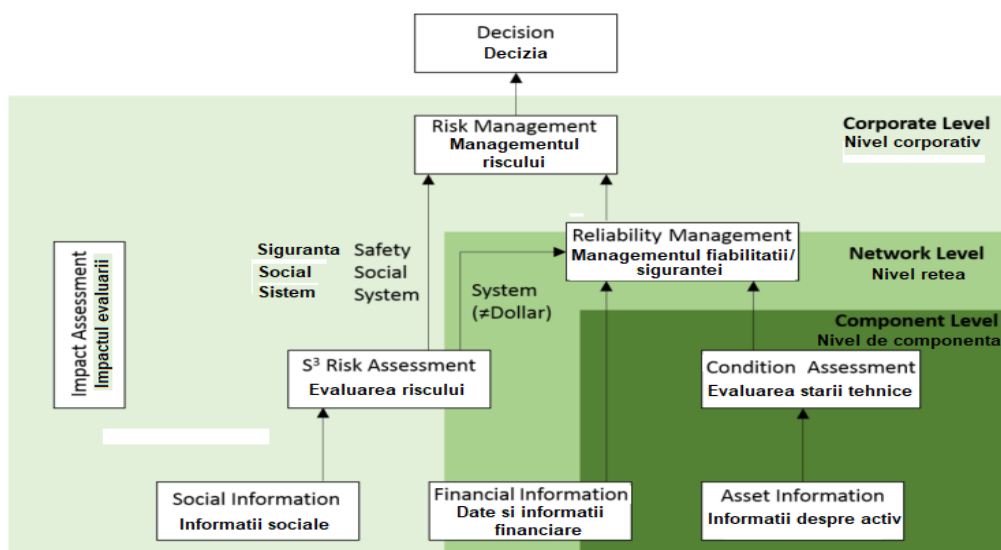 Decision
Decizia
Risk Management
Managementul
riscului
Corporate Level
Nivel corporativ
Impact Assessment
Impactul evaluarii
Siguranta Safety
Social Social
Sistem System
Reliability Management
Managementul fiabilitatii/
sigurantei
Network Level
Nivel retea
System
(≠Dollar)
Component Level
Nivel de componenta
S³ Risk Assessment
Evaluarea riscului
Condition Assessment
Evaluarea starii tehnice
Social Information
Informatii sociale
Financial Information
Date si informatii
financiare
Asset Information
Informatii despre activ